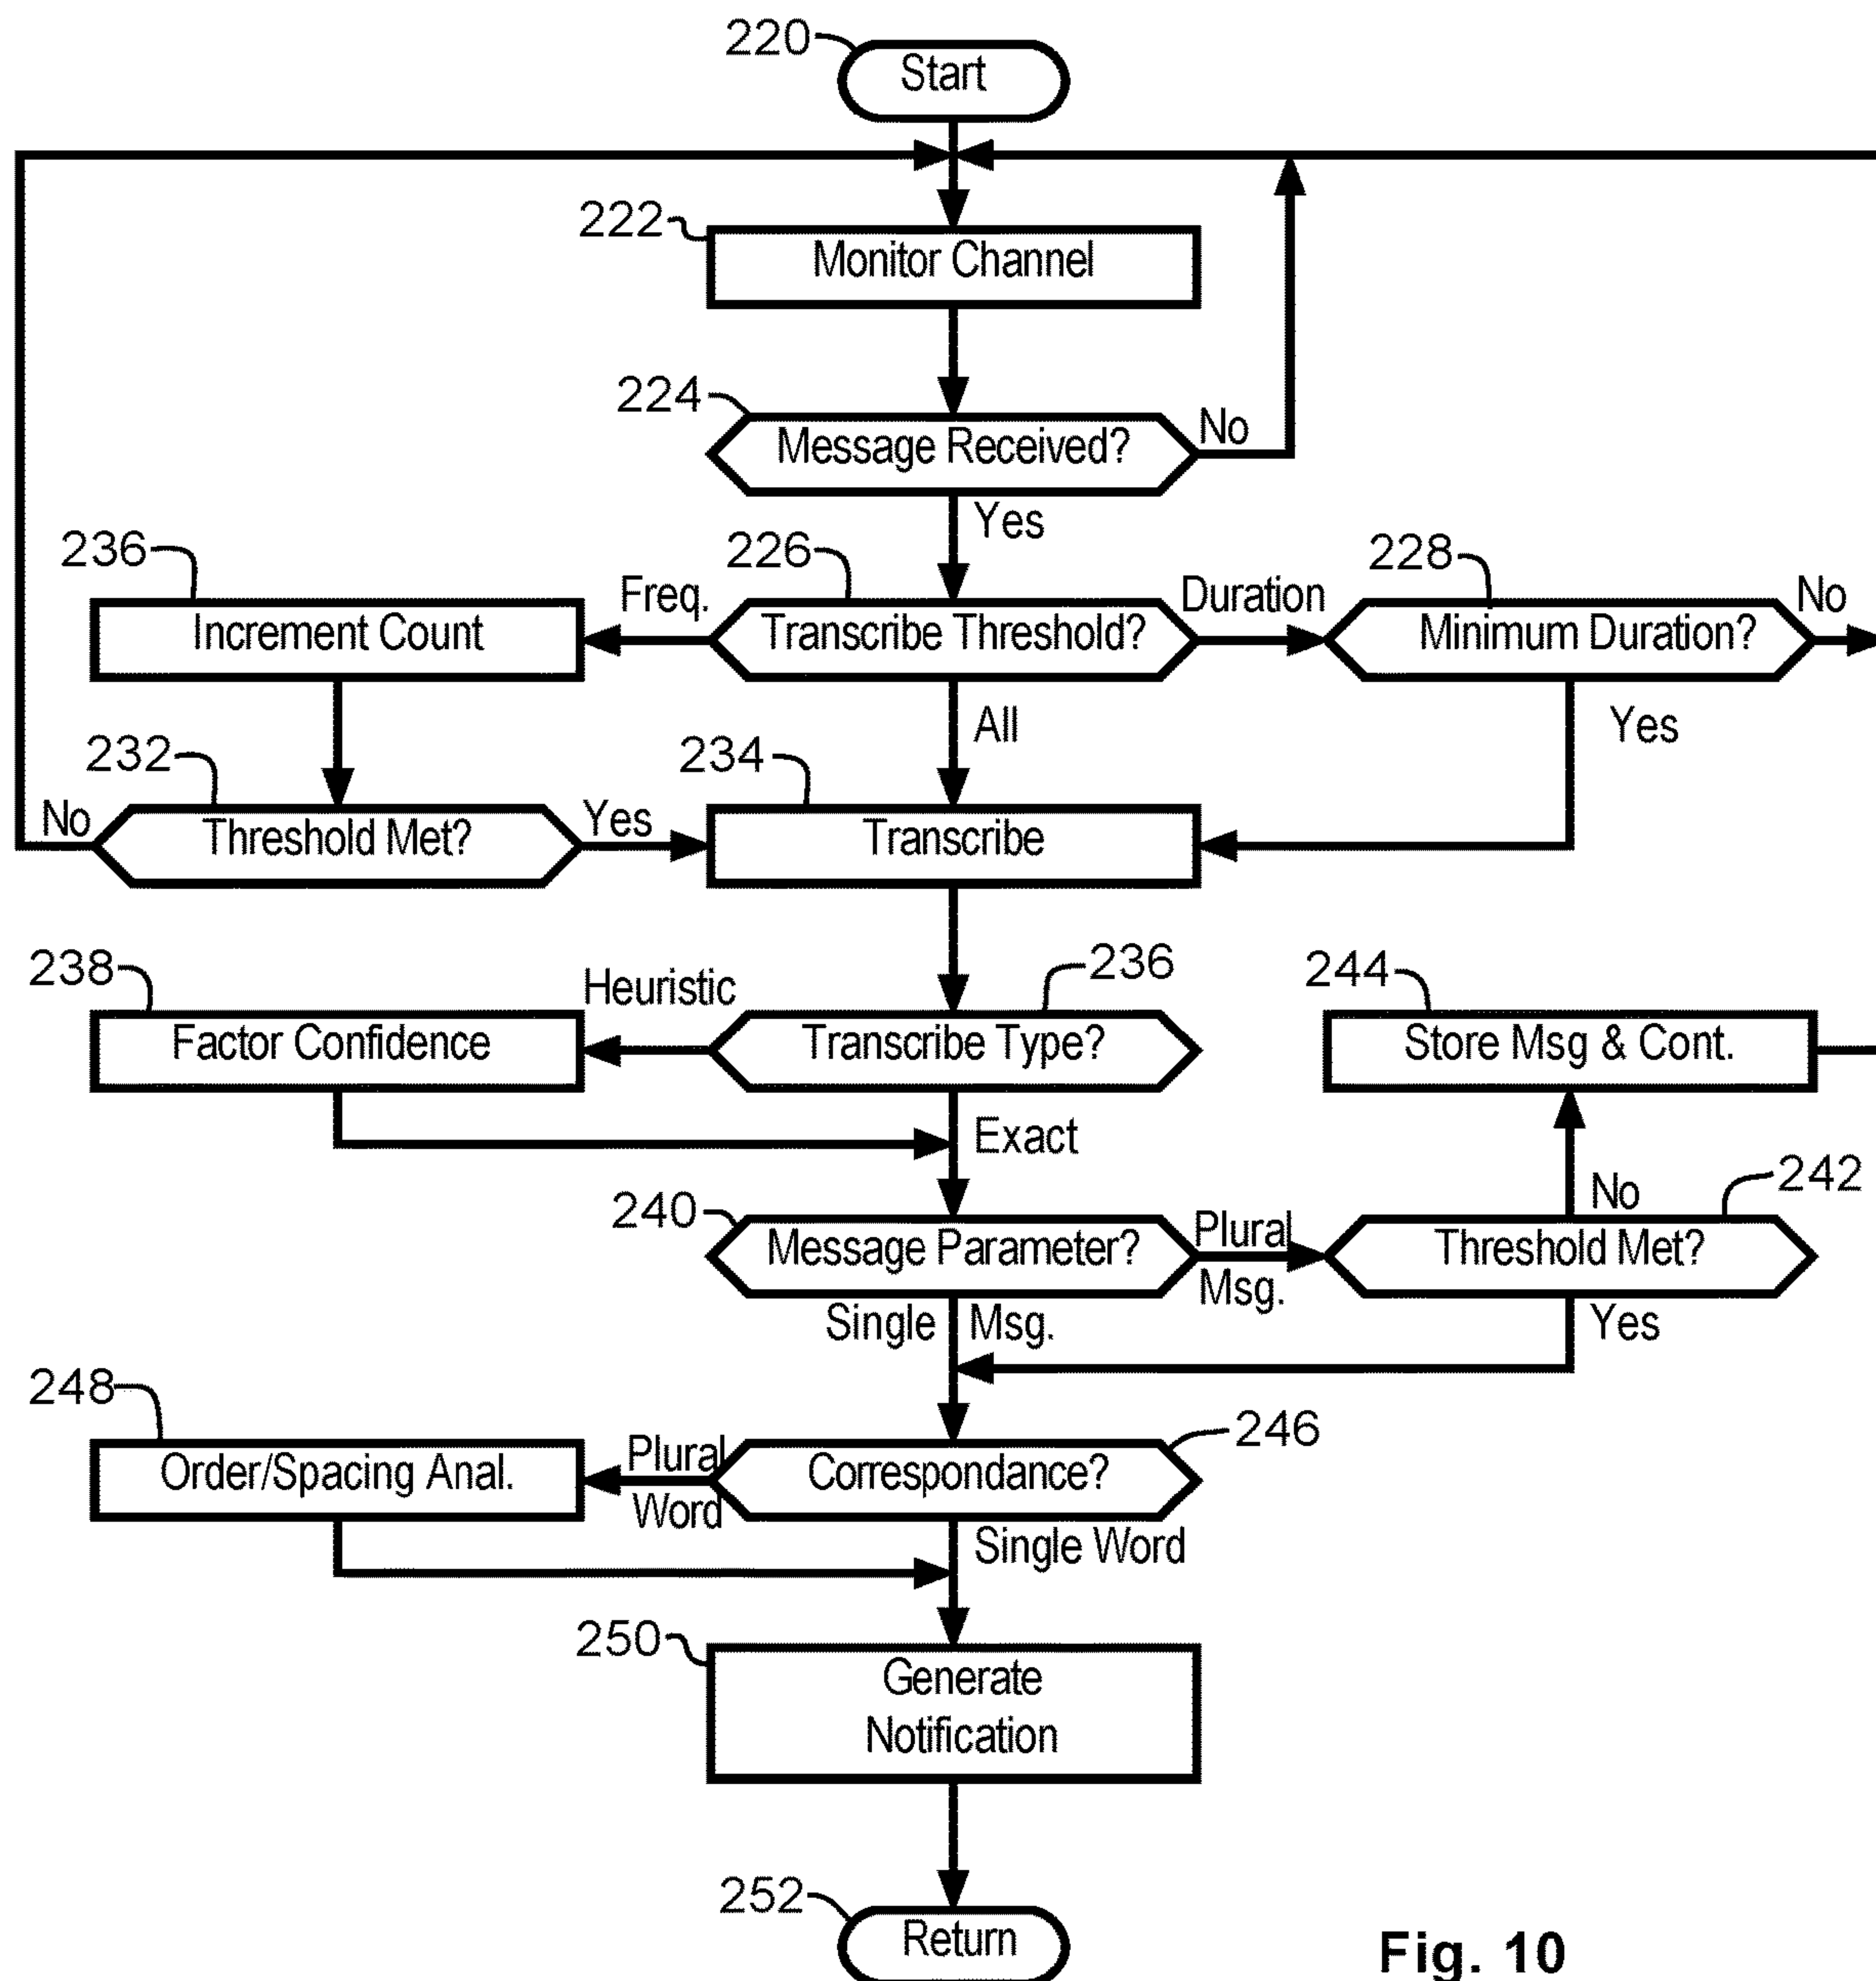 220
Start
222
Monitor Channel
224
Message Received?
No
Yes
236
226
228
Freq.
Duration
No
Increment Count
Transcribe Threshold?
Minimum Duration?
All
Yes
232
234
No
Threshold Met?
Yes
Transcribe
238
Heuristic
236
244
Factor Confidence
Transcribe Type?
Store Msg & Cont.
Exact
No
242
240
Message Parameter?
Plural
Msg.
Threshold Met?
Single Msg.
Yes
248
246
Order/Spacing Anal.
Plural
Word
Correspondance?
Single Word
250
Generate
Notification
252
Return
Fig. 10